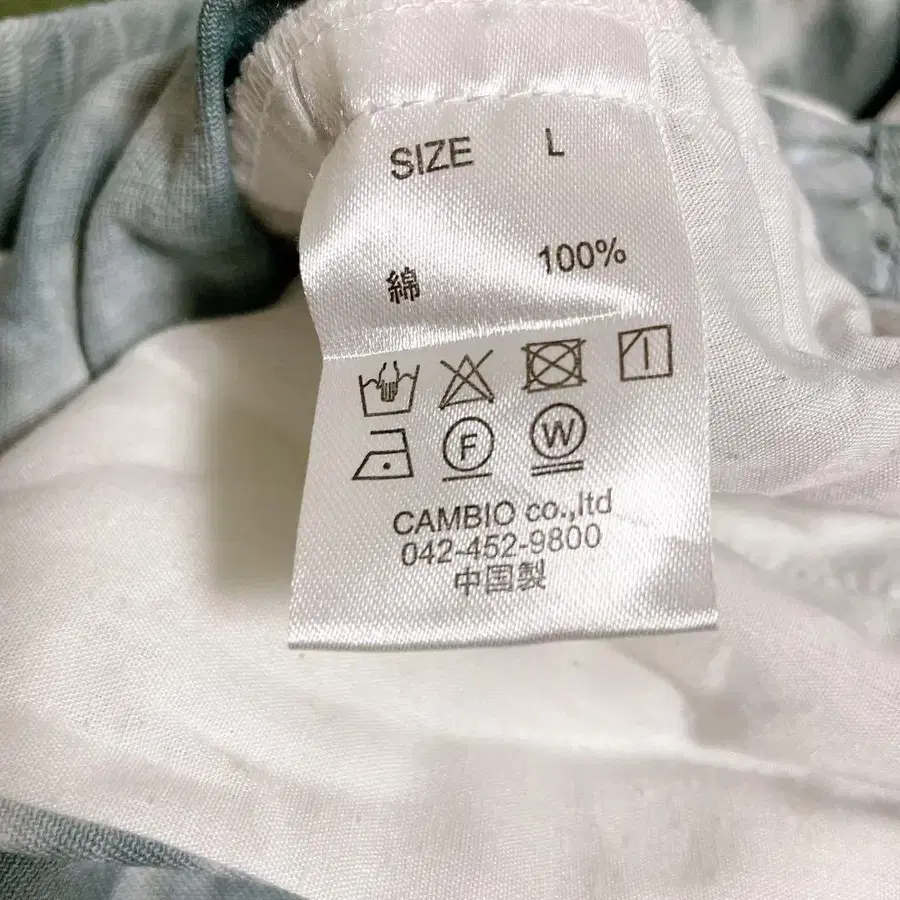 SIZE L
綿 100%
F W
CAMBIO co.,ltd
042-452-9800
中国製